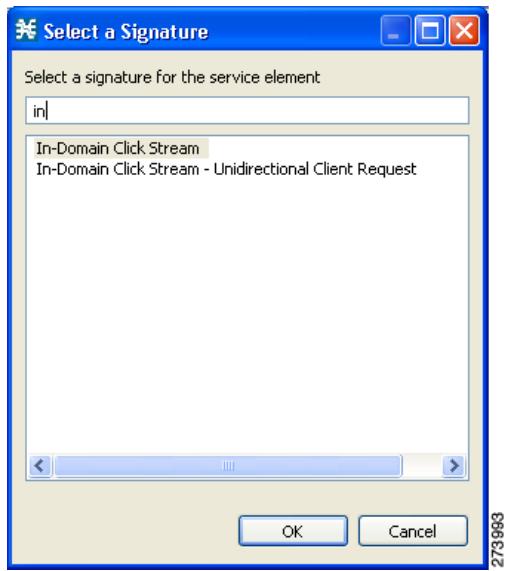 Select a Signature
Select a signature for the service element
in
In-Domain Click Stream
In-Domain Click Stream - Unidirectional Client Request
OK
Cancel
273993